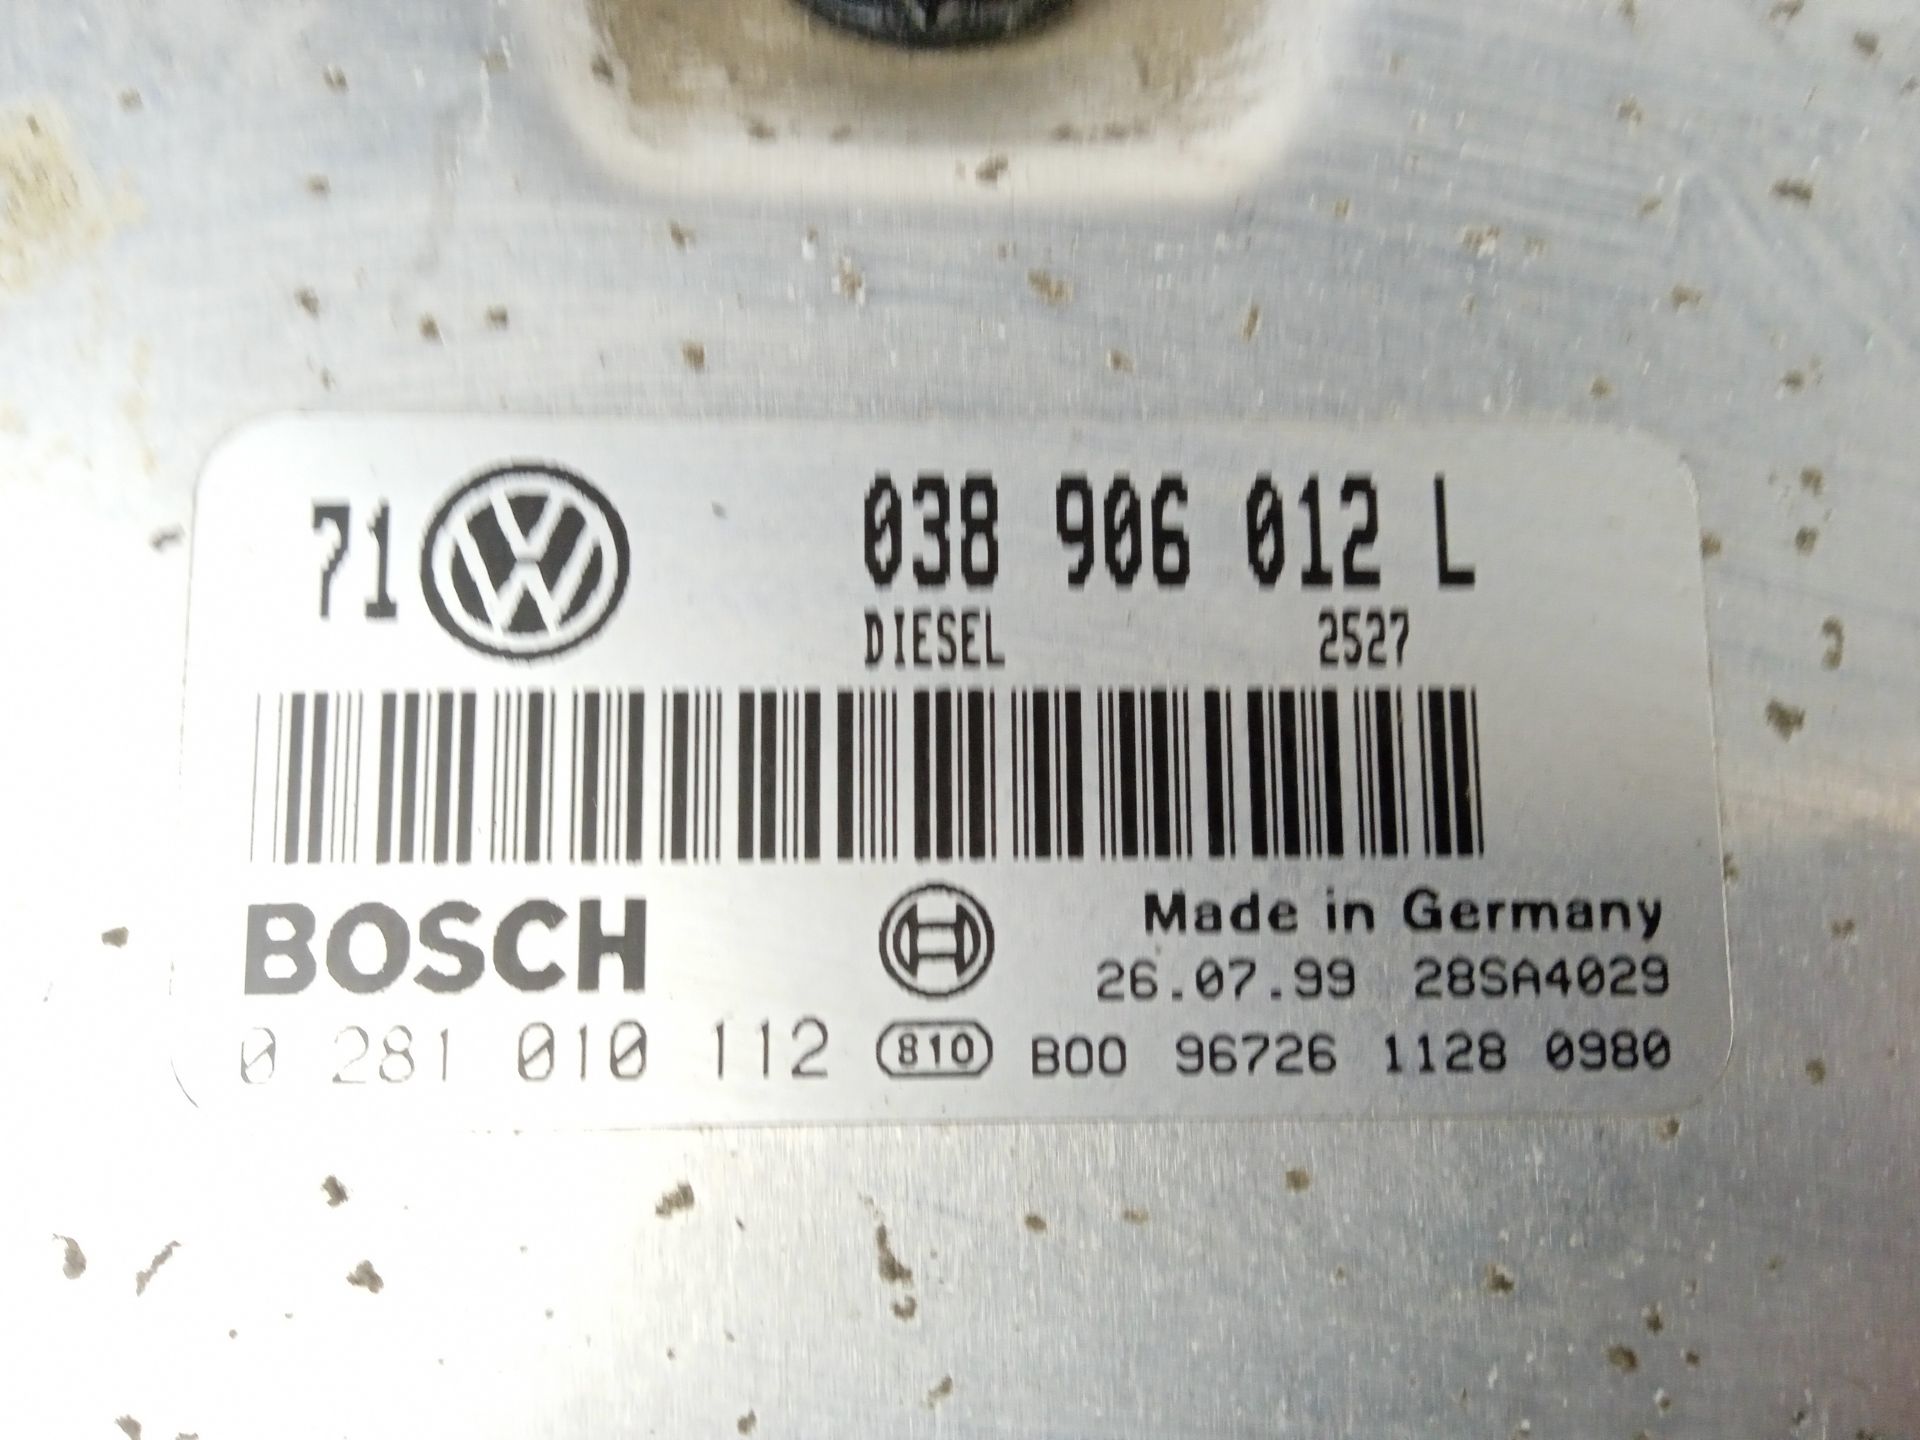 71 038 906 012 L
DIESEL 2527
BOSCH Made in Germany
26.07.99 28SA4029
0 281 010 112 810 B00 96726 1128 0980